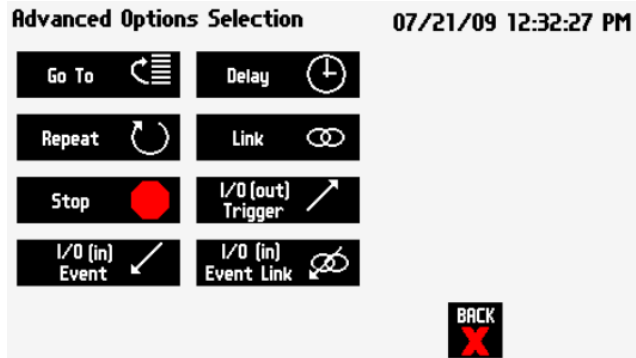 Advanced Options Selection 07/21/09 12:32:27 PM
Go To
Delay
Repeat
Link
Stop
I/O (out)
Trigger
I/O (in)
Event
I/O (in)
Event Link
BACK
X